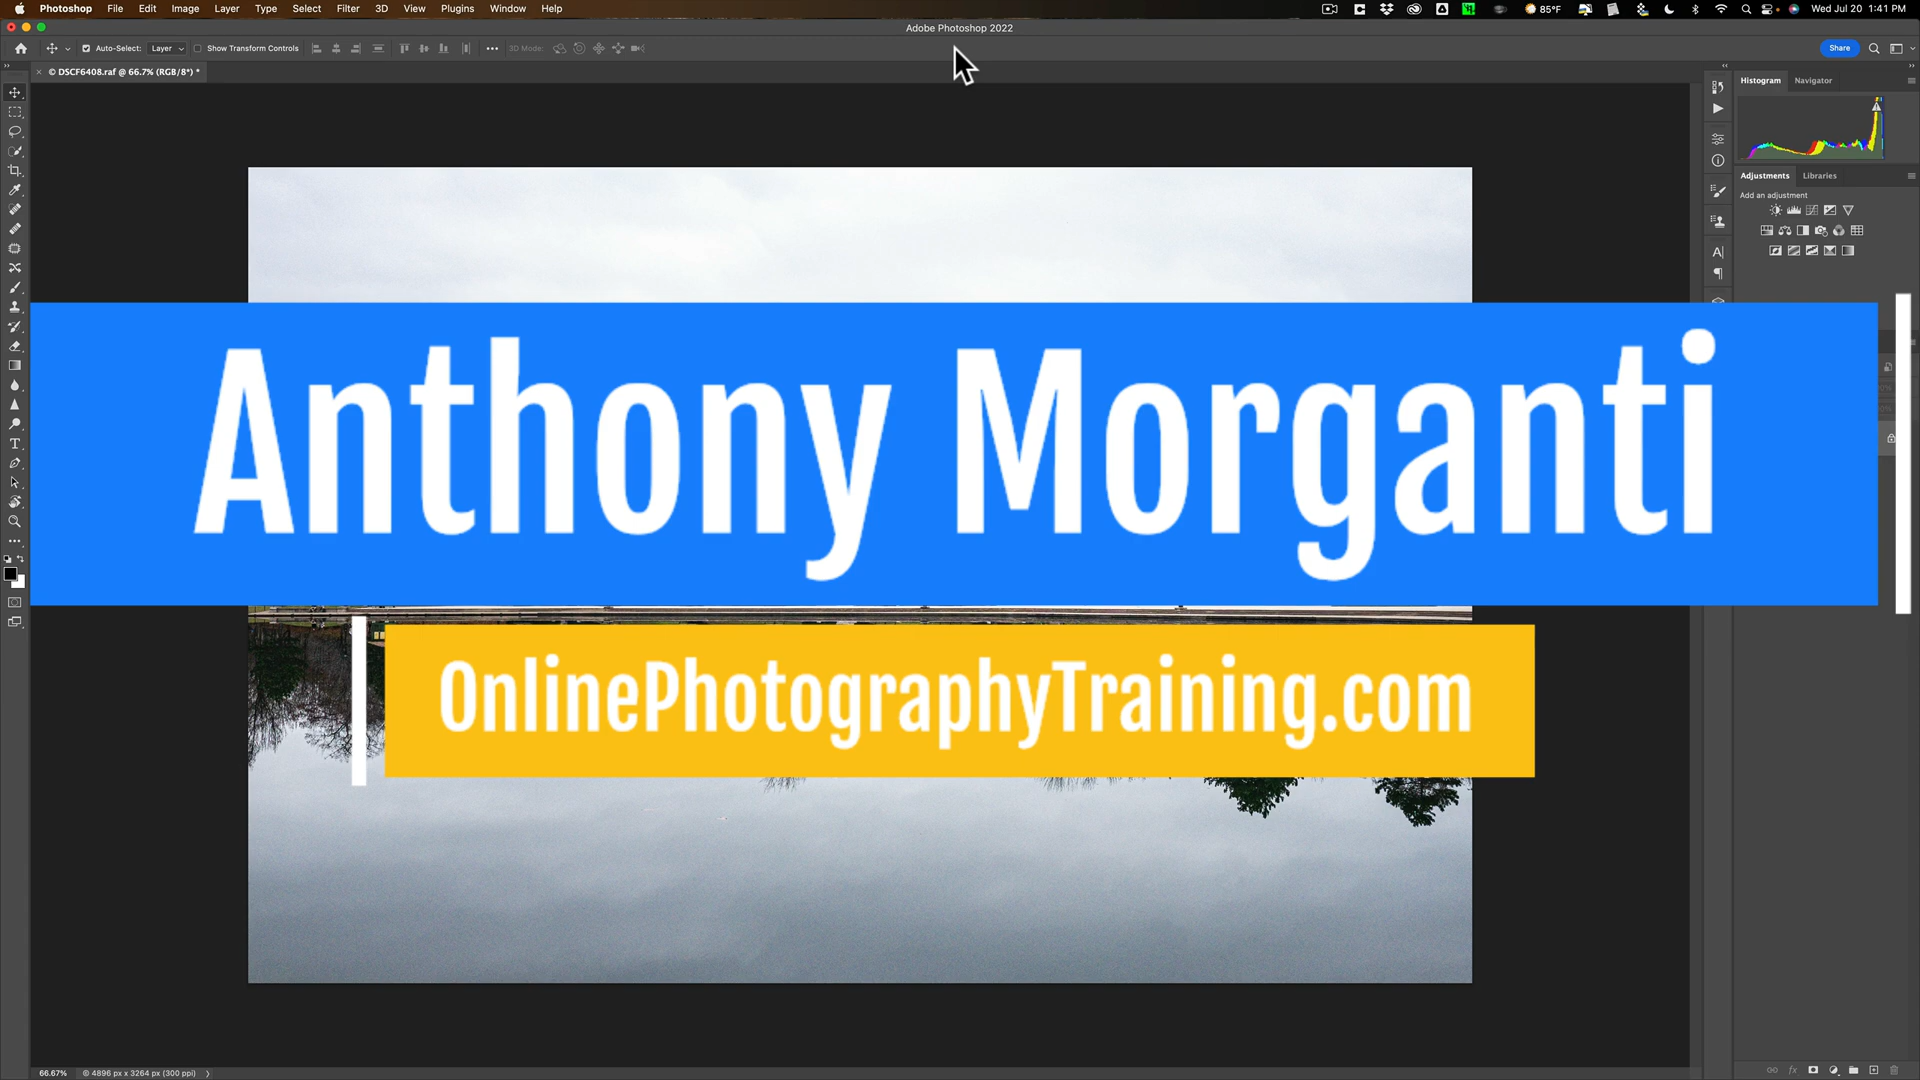 Photoshop File Edit Image Layer Type Select Filter 3D View Plugins Window Help
85°F Wed Jul 20 1:41 PM
Adobe Photoshop 2022
Auto-Select: Layer Show Transform Controls 3D Mode: Share
© DSCF6408.raf @ 66.7% (RGB/8*) *
Histogram Navigator
Adjustments Libraries
Add an adjustment
Anthony Morganti
OnlinePhotographyTraining.com
66.67% 4896 px x 3264 px (300 ppi)